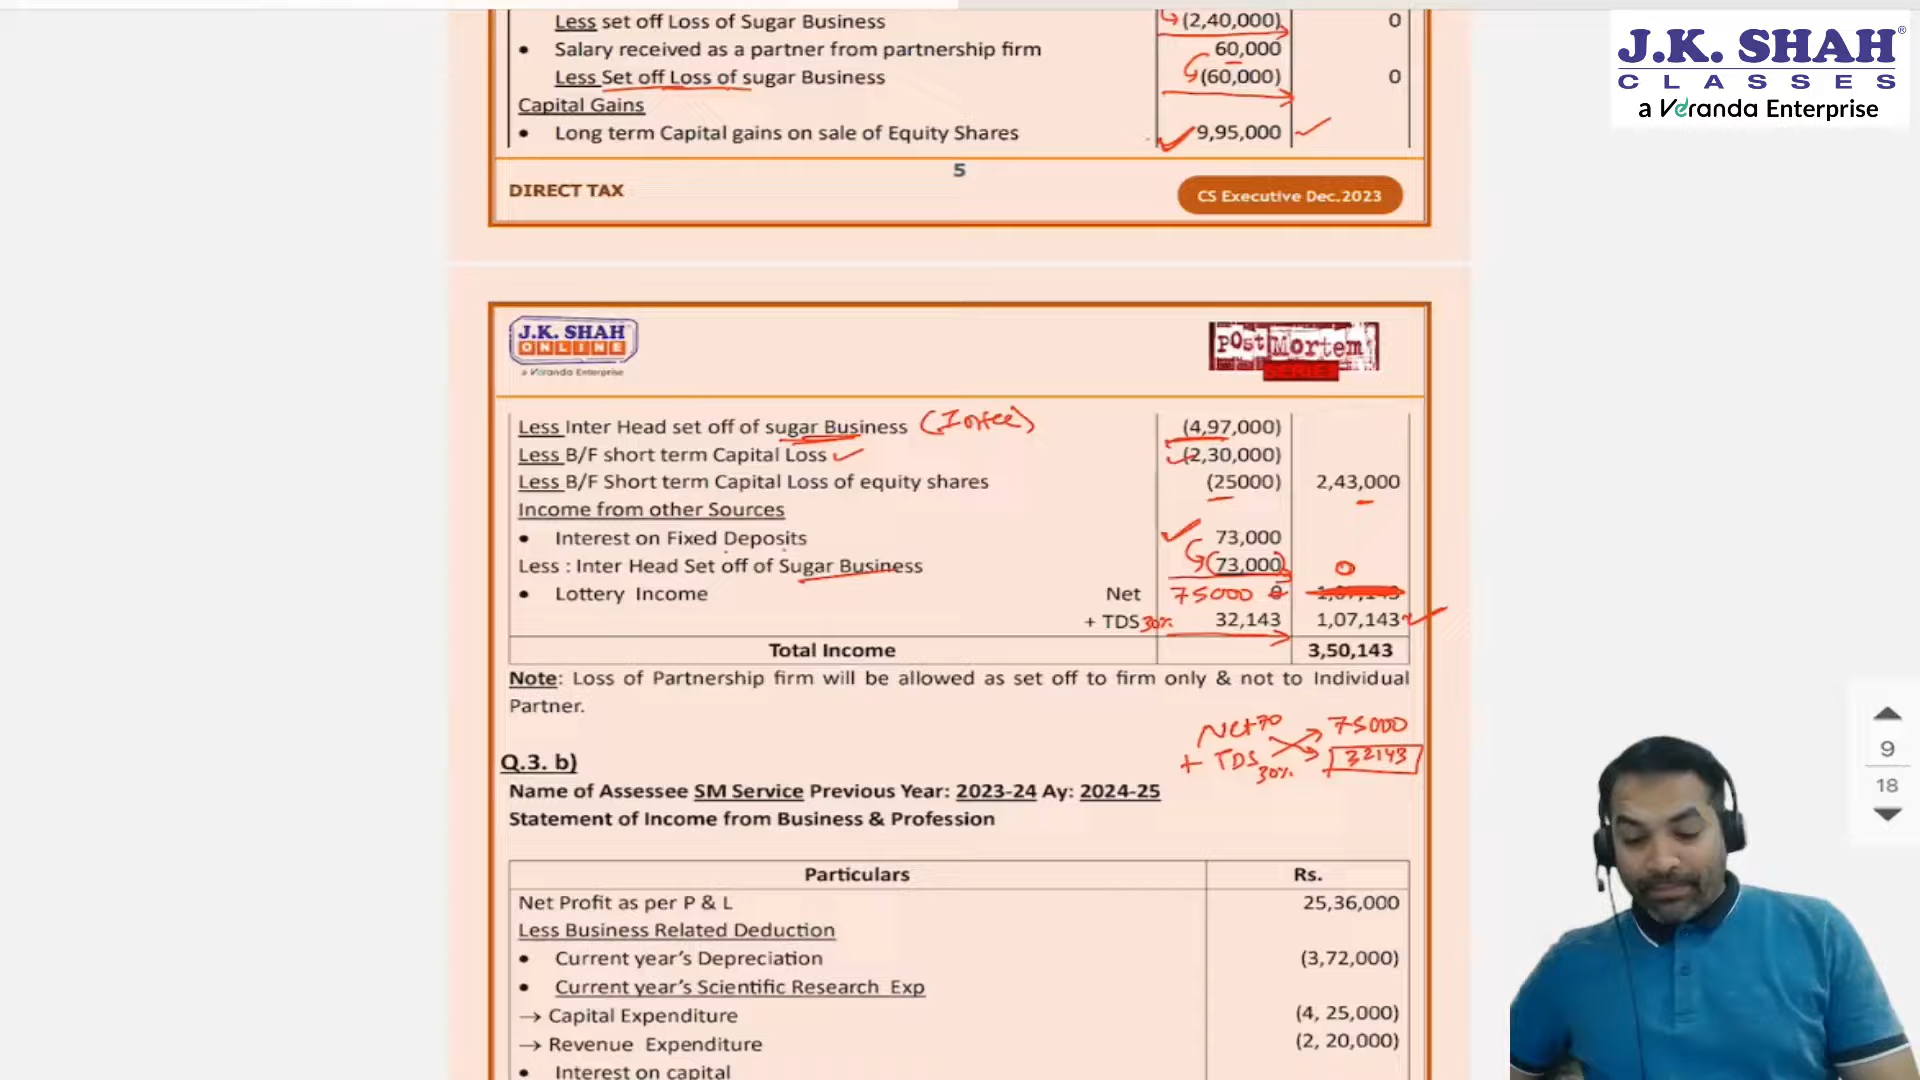 Less set off Loss of Sugar Business (2,40,000) 0
• Salary received as a partner from partnership firm 60,000
Less Set off Loss of sugar Business (60,000) 0
Capital Gains
• Long term Capital gains on sale of Equity Shares 9,95,000
5
DIRECT TAX
CS Executive Dec.2023
J.K. SHAH®
CLASSES
a Veranda Enterprise
J.K. SHAH
ONLINE
a Veranda Enterprise
POst Mortem
SERIES
Less Inter Head set off of sugar Business (4,97,000)
Less B/F short term Capital Loss (2,30,000)
Less B/F Short term Capital Loss of equity shares (25000) 2,43,000
Income from other Sources
• Interest on Fixed Deposits 73,000
Less : Inter Head Set off of Sugar Business (73,000) 0
• Lottery Income Net 75000
+ TDS 30% 32,143 1,07,143
Total Income 3,50,143
Note: Loss of Partnership firm will be allowed as set off to firm only & not to Individual
Partner.
Net 70 75000
+ TDS 30% 32143
Q.3. b)
Name of Assessee SM Service Previous Year: 2023-24 Ay: 2024-25
Statement of Income from Business & Profession
Particulars Rs.
Net Profit as per P & L 25,36,000
Less Business Related Deduction
• Current year's Depreciation (3,72,000)
• Current year's Scientific Research Exp
→ Capital Expenditure (4, 25,000)
→ Revenue Expenditure (2, 20,000)
• Interest on capital
9
18